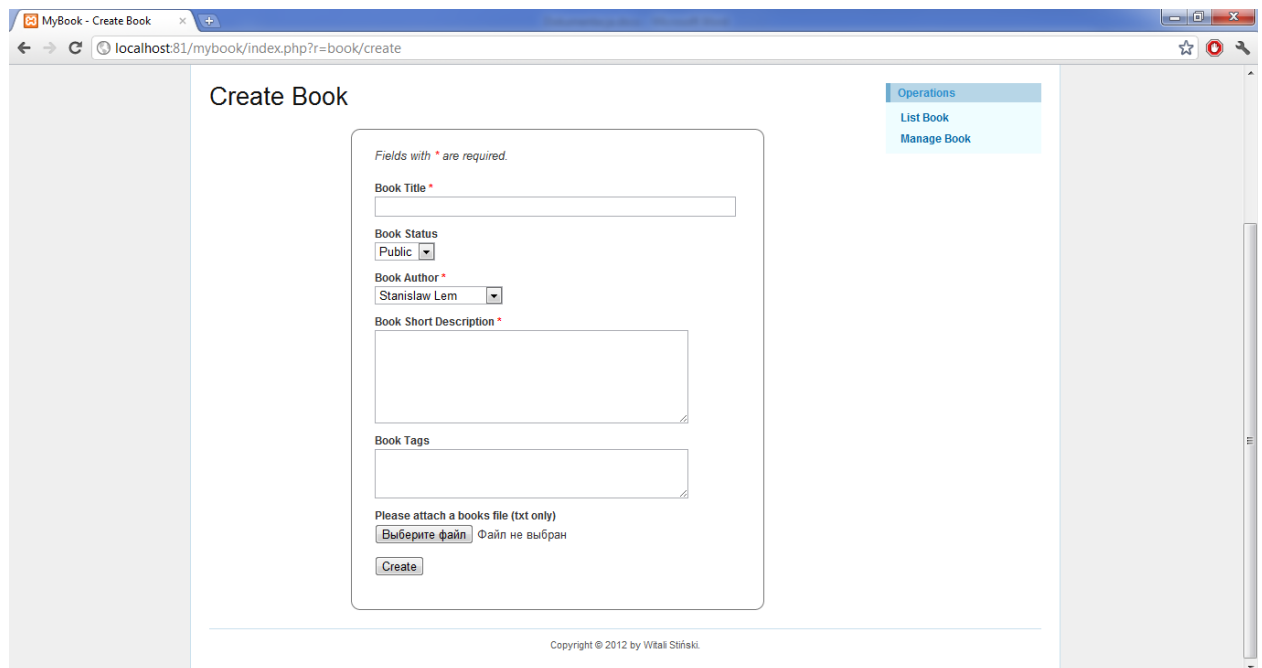 MyBook - Create Book
localhost:81/mybook/index.php?r=book/create
Create Book
Operations
List Book
Manage Book
Fields with * are required.
Book Title *
Book Status
Public
Book Author *
Stanislaw Lem
Book Short Description *
Book Tags
Please attach a books file (txt only)
Выберите файл Файл не выбран
Create
Copyright © 2012 by Witali Stiński.